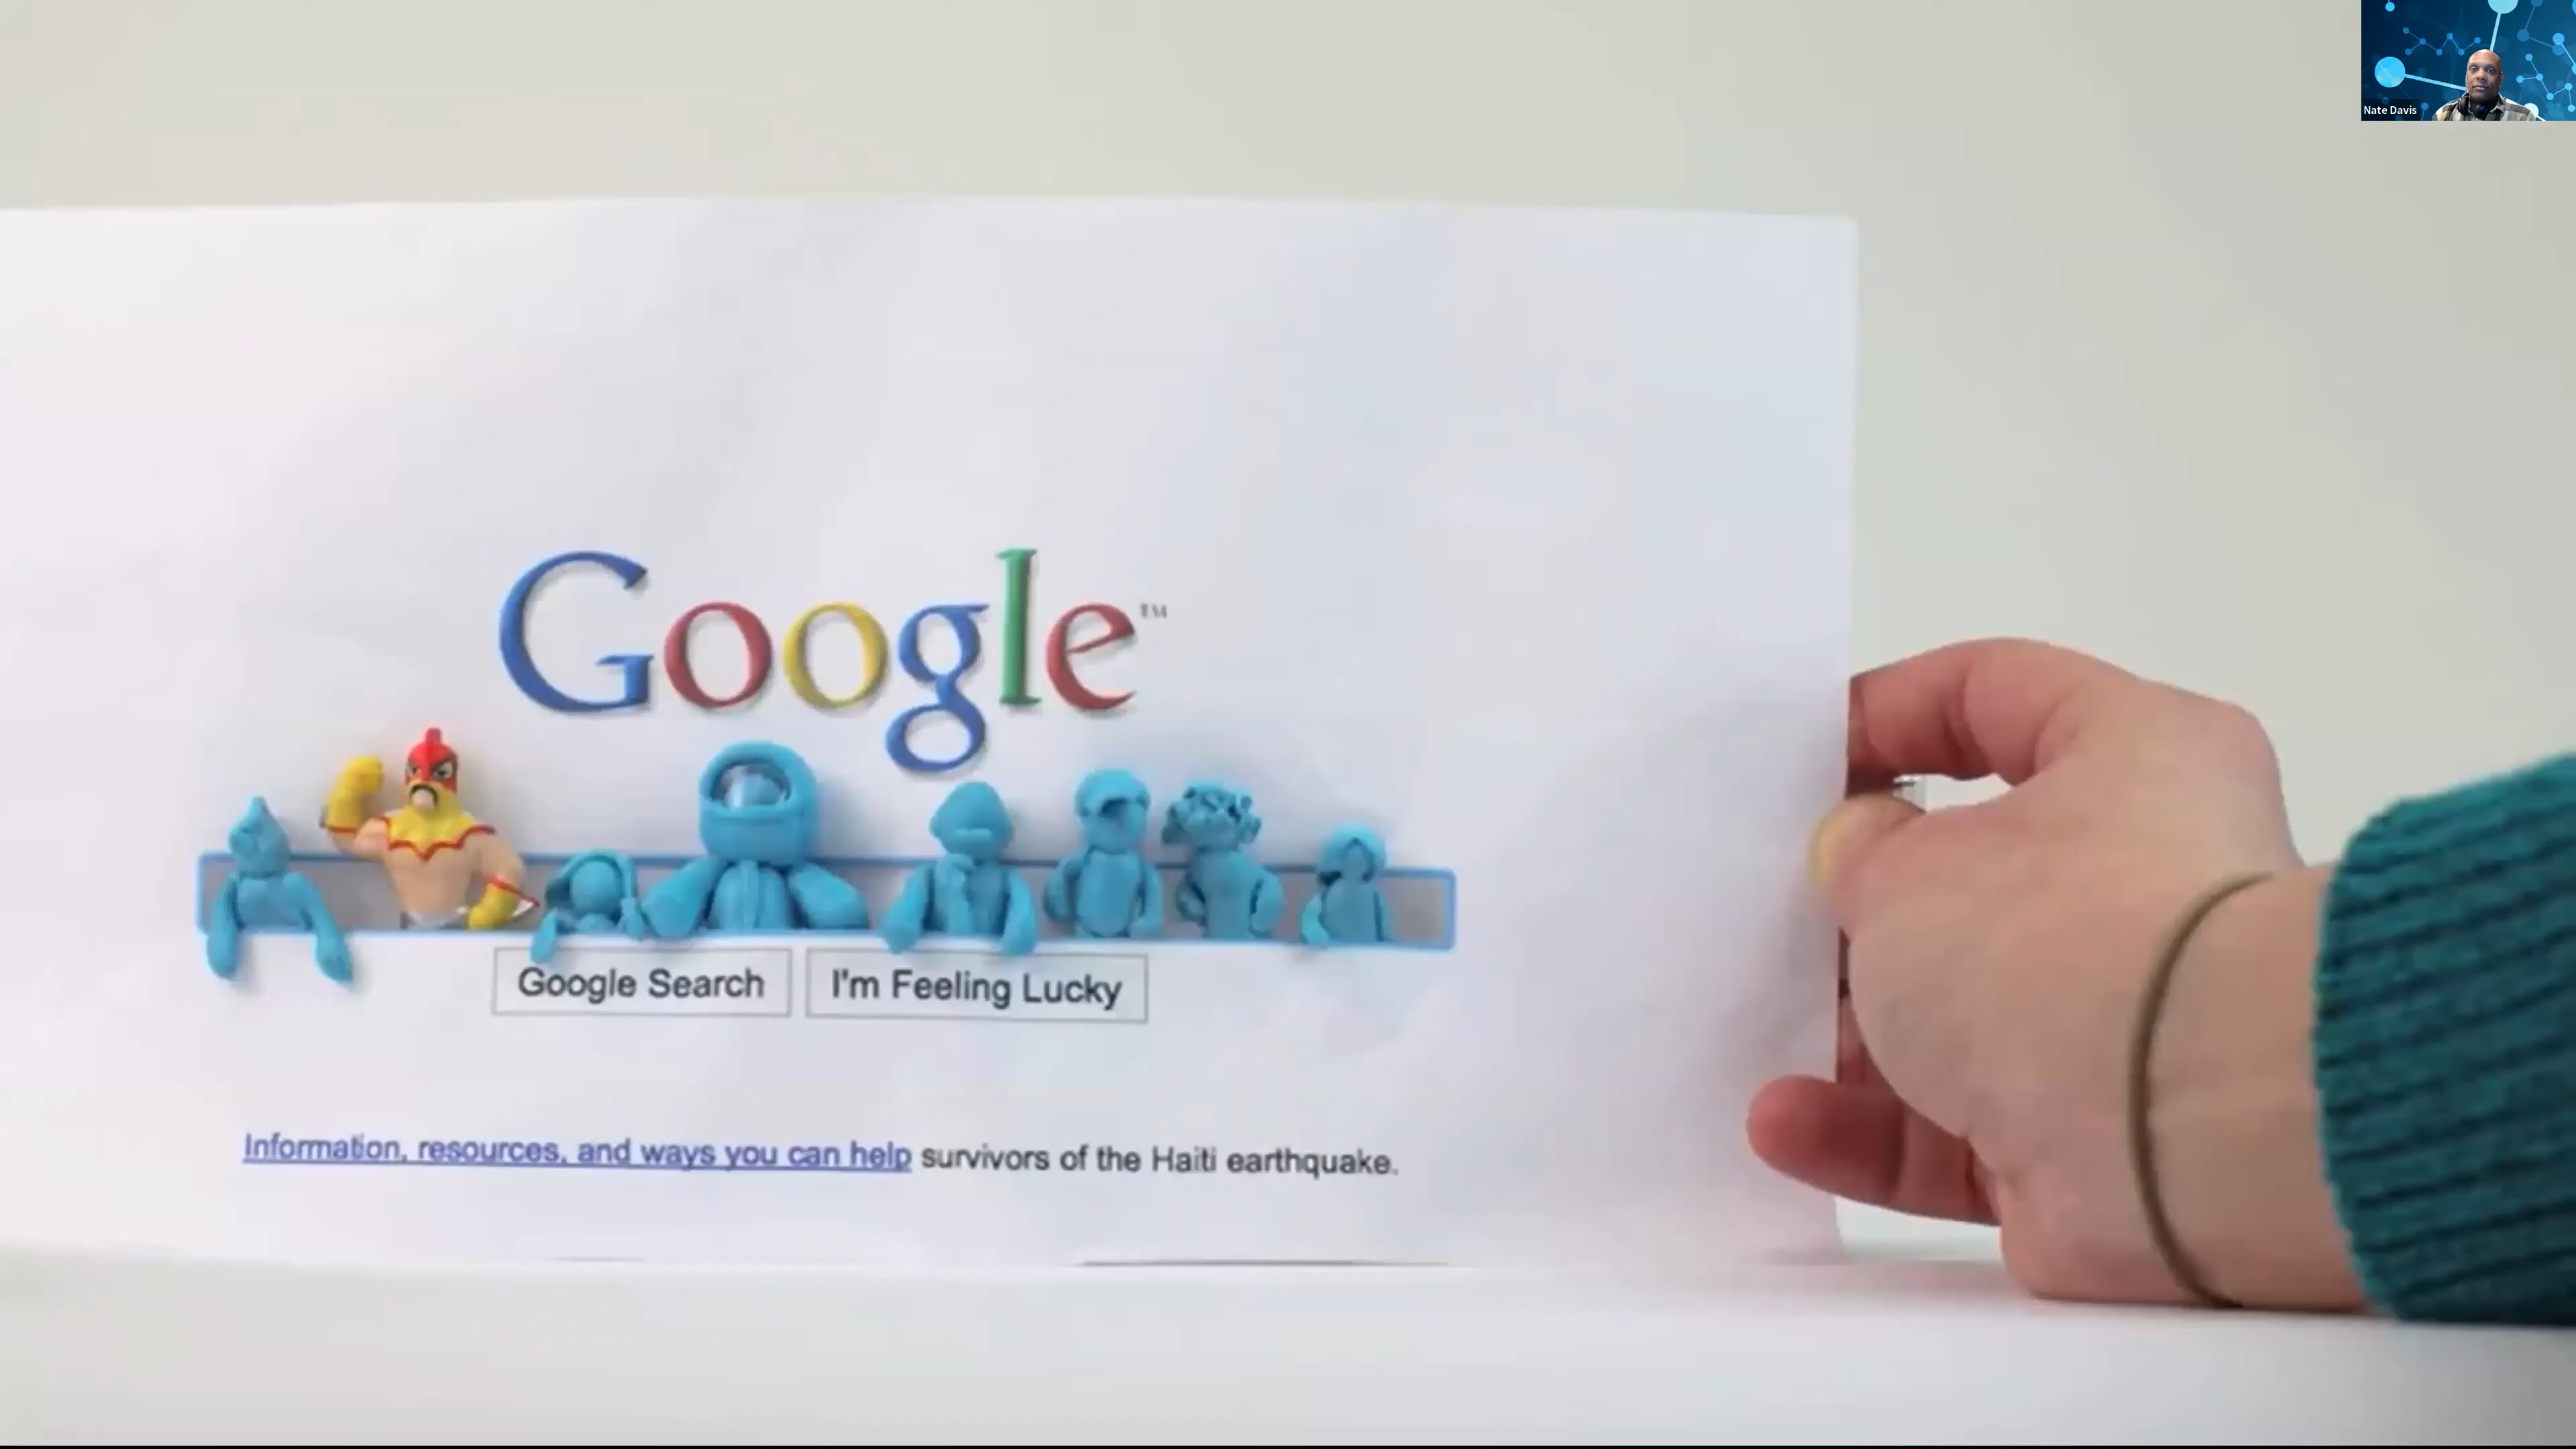 Nate Davis
Google™
Google Search
I'm Feeling Lucky
Information, resources, and ways you can help survivors of the Haiti earthquake.